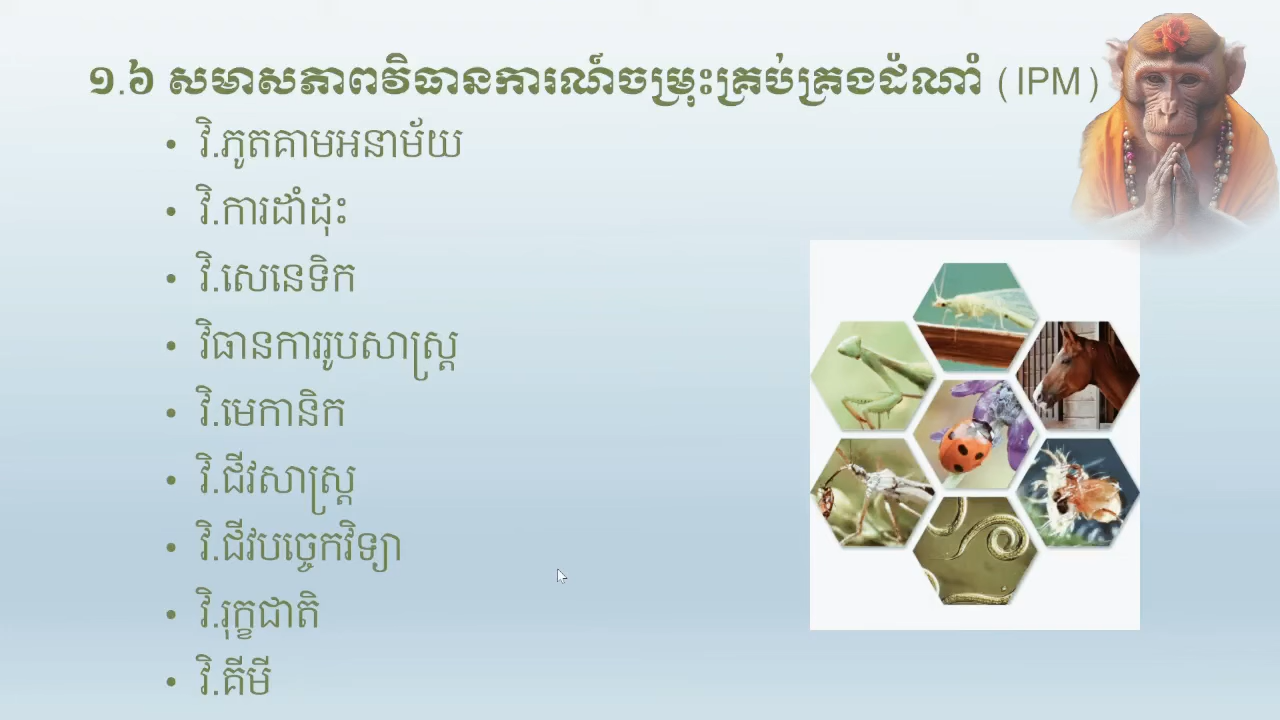 ១.៦ សមាសភាពវិធានការណ៍ចម្រុះគ្រប់គ្រងដំណាំ (IPM)
• វិ.ភូតគាមអនាម័យ
• វិ.ការដាំដុះ
• វិ.សេនេទិក
• វិធានការរូបសាស្ត្រ
• វិ.មេកានិក
• វិ.ជីវសាស្ត្រ
• វិ.ជីវបច្ចេកវិទ្យា
• វិ.រុក្ខជាតិ
• វិ.គីមី